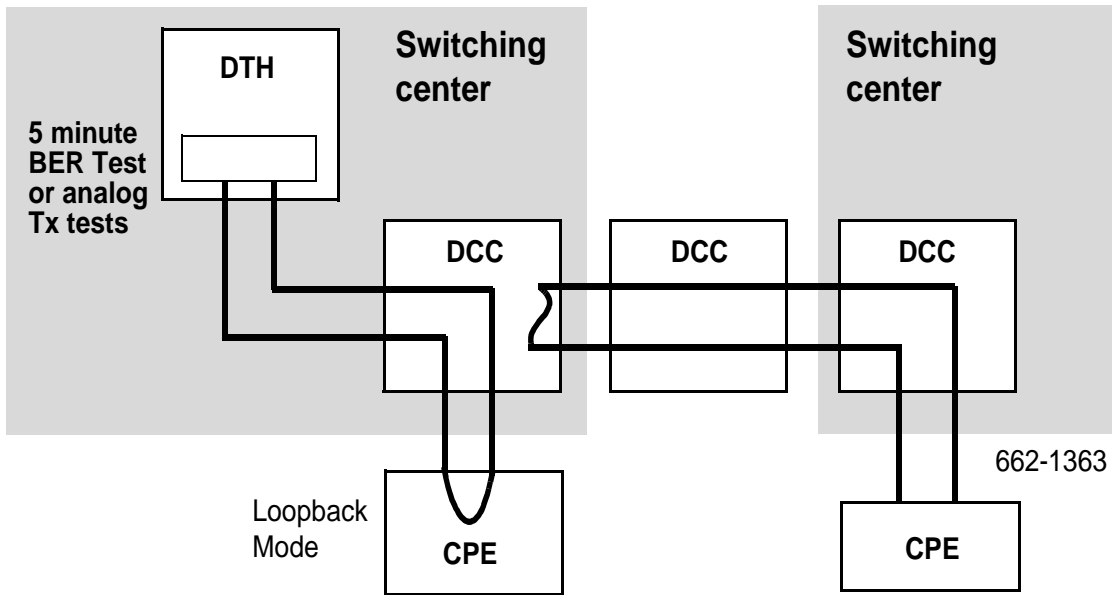 DTH
Switching
center
Switching
center
5 minute
BER Test
or analog
Tx tests
DCC
DCC
DCC
662-1363
Loopback
Mode
CPE
CPE